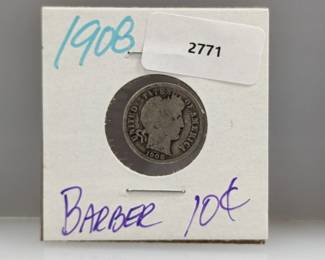 1908
2771
UNITED STATES OF AMERICA
1908
BARBER 10¢